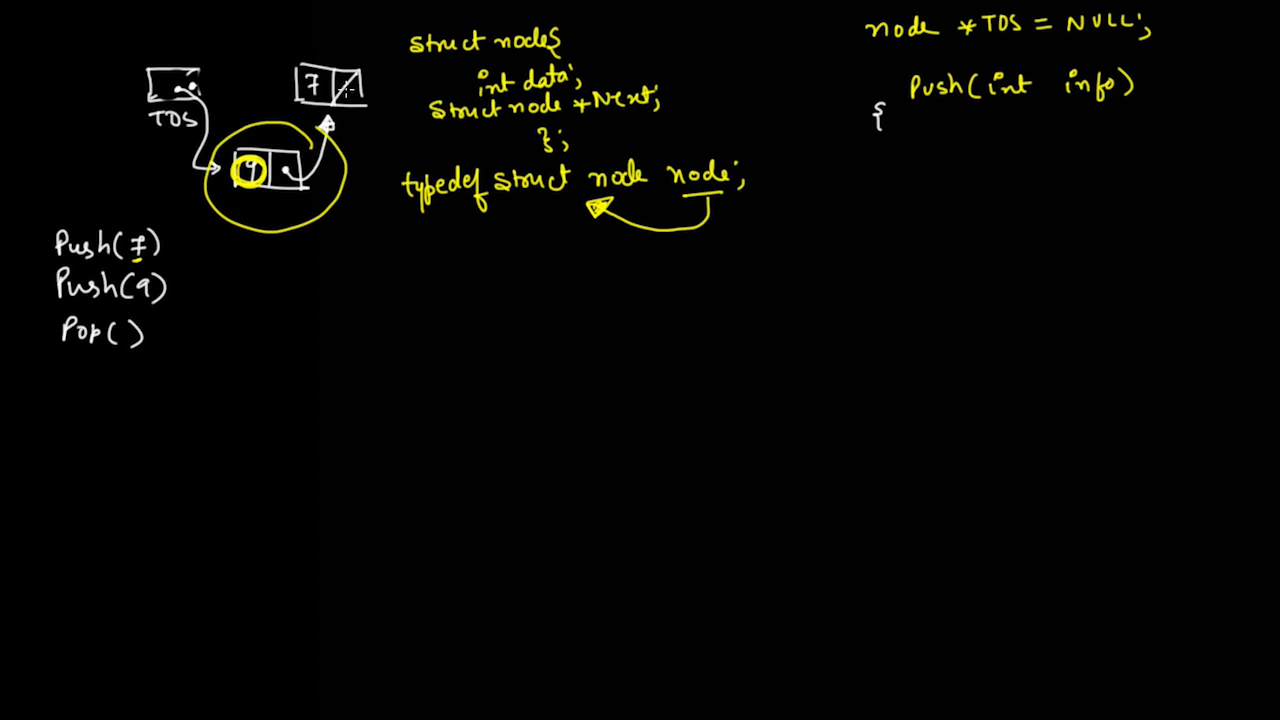 struct node{
int data;
struct node *Next;
};
typedef struct node node;
node *TOS = NULL;
Push(int info)
{
7
TOS
9
Push(7)
Push(9)
Pop()